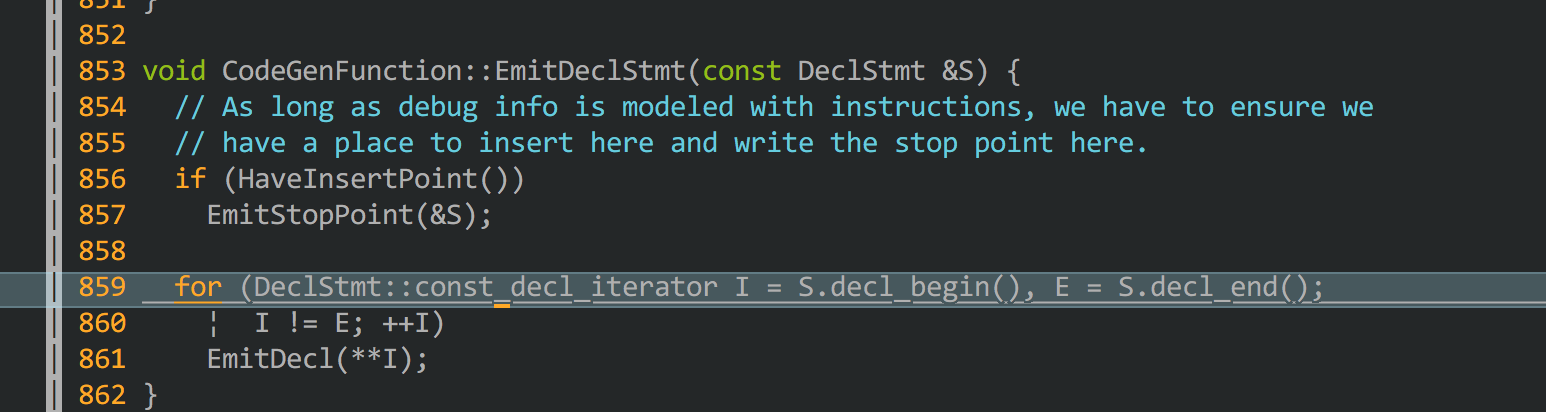 851 }
852
853 void CodeGenFunction::EmitDeclStmt(const DeclStmt &S) {
854   // As long as debug info is modeled with instructions, we have to ensure we
855   // have a place to insert here and write the stop point here.
856   if (HaveInsertPoint())
857     EmitStopPoint(&S);
858
859   for (DeclStmt::const_decl_iterator I = S.decl_begin(), E = S.decl_end();
860     ¦  I != E; ++I)
861     EmitDecl(**I);
862 }